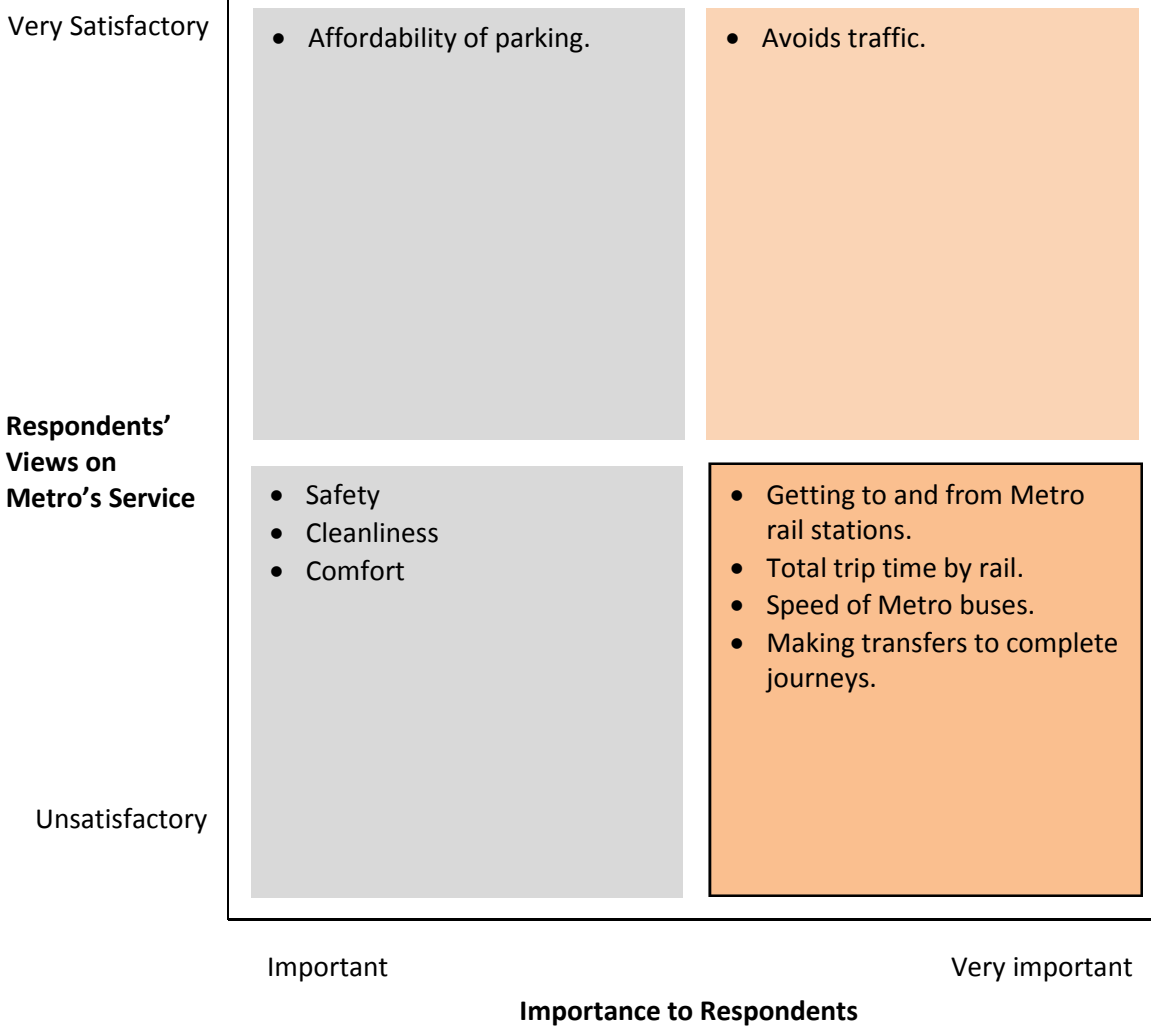 Very Satisfactory
• Affordability of parking.
• Avoids traffic.
Respondents’
Views on
Metro’s Service
• Safety
• Cleanliness
• Comfort
• Getting to and from Metro
rail stations.
• Total trip time by rail.
• Speed of Metro buses.
• Making transfers to complete
journeys.
Unsatisfactory
Important
Very important
Importance to Respondents